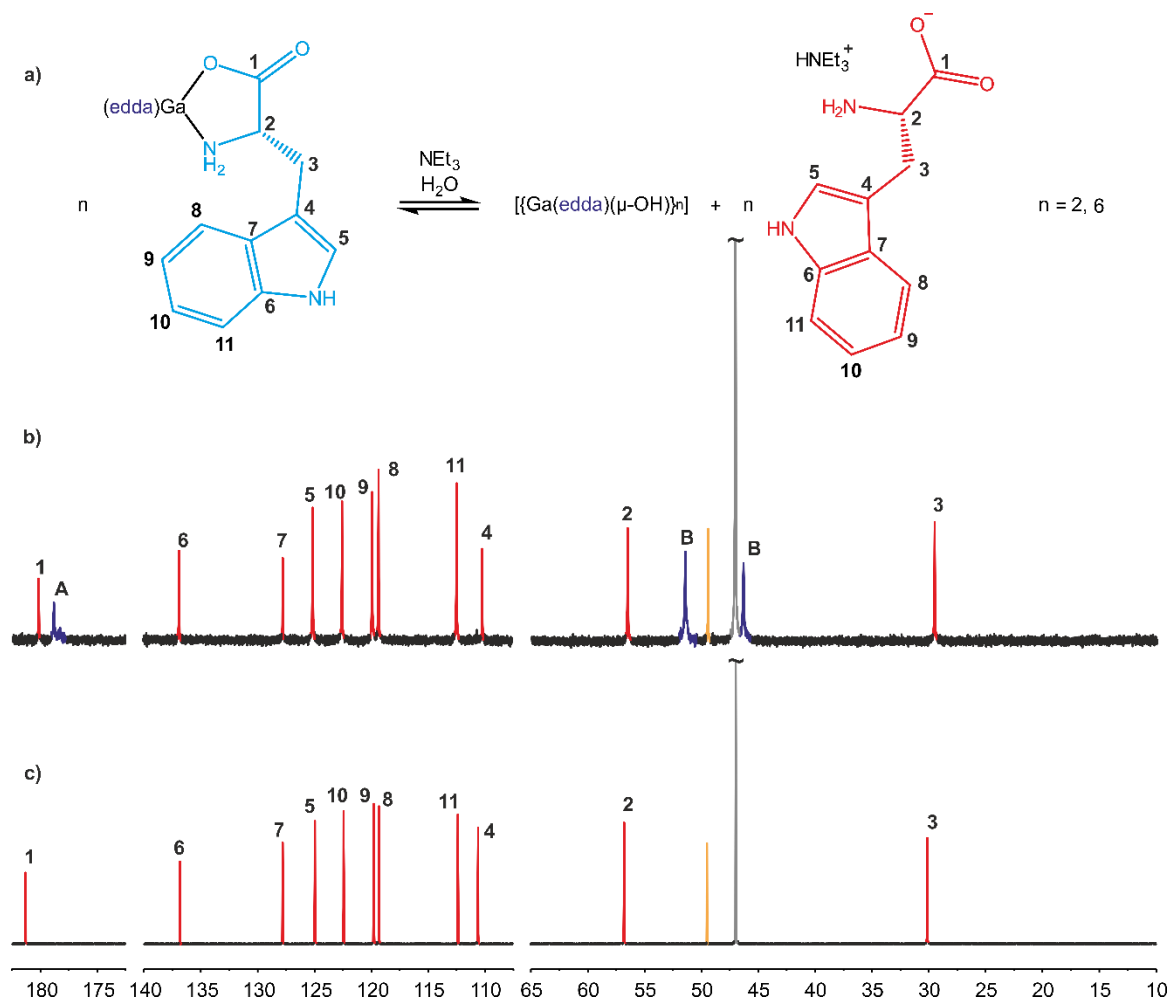 a)
O 1 O
(edda)Ga
2
NH2
3
n
8 4
7 5
9
6 NH
10
11
NEt3
H2O
[{Ga(edda)(μ-OH)}n] + n
HNEt3+
O−
1
O
H2N 2
3
5 4
HN 7
6 8
11 9
10
n = 2, 6
~
b)
1 A 6 7 5 10 9 8 11 4 2 B B 3
~
c)
1 6 7 5 10 9 8 11 4 2 3
180 175 140 135 130 125 120 115 110 65 60 55 50 45 40 35 30 25 20 15 10